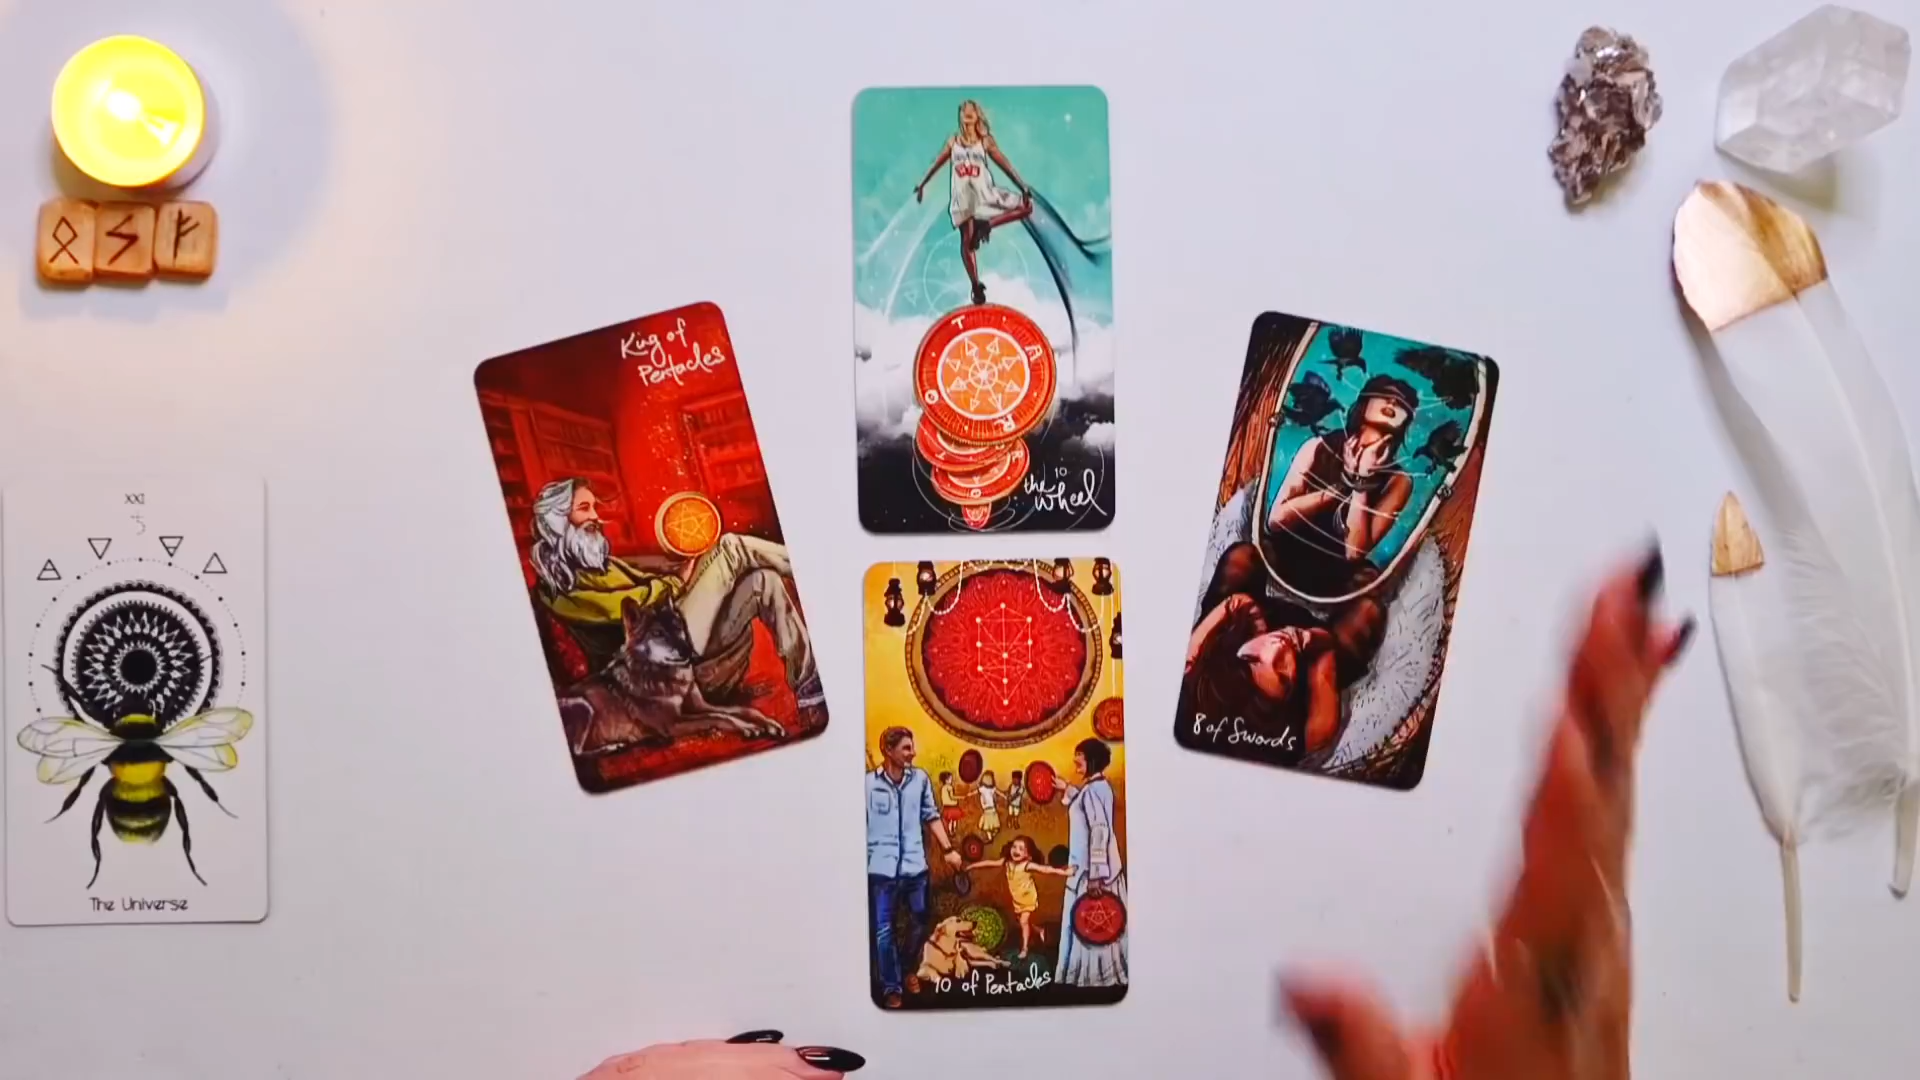 ᛟ ᛋ ᚠ
XXI
♄
The Universe
King of
Pentacles
T A R O
10
the
Wheel
10 of Pentacles
8 of Swords